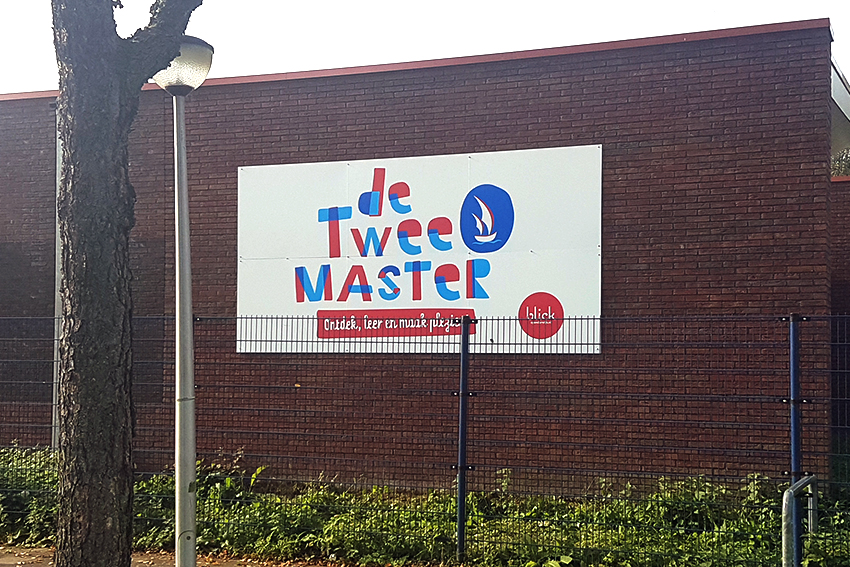 de
Twee
MASTER
Ontdek, leer en maak plezier
blick